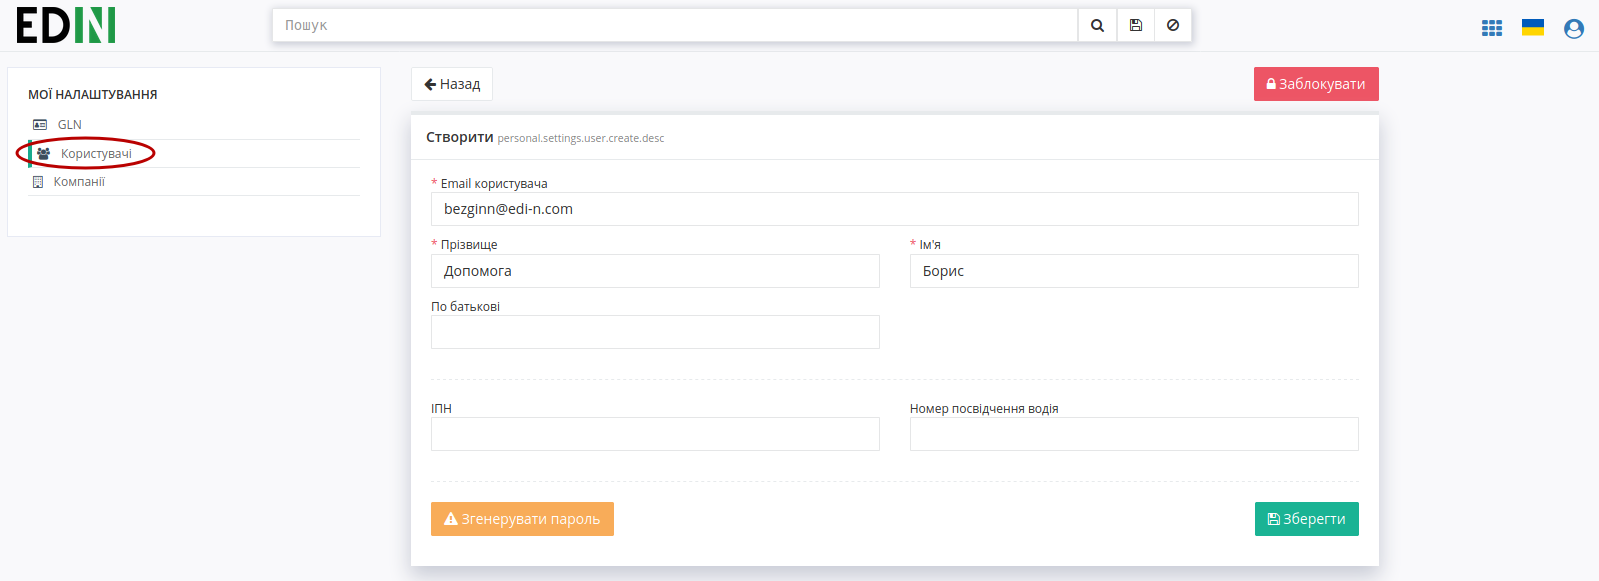 EDIN
Пошук
МОЇ НАЛАШТУВАННЯ
GLN
Користувачі
Компанії
Назад
Заблокувати
Створити personal.settings.user.create.desc
* Email користувача
bezginn@edi-n.com
* Прізвище
* Ім'я
Допомога
Борис
По батькові
ІПН
Номер посвідчення водія
Згенерувати пароль
Зберегти